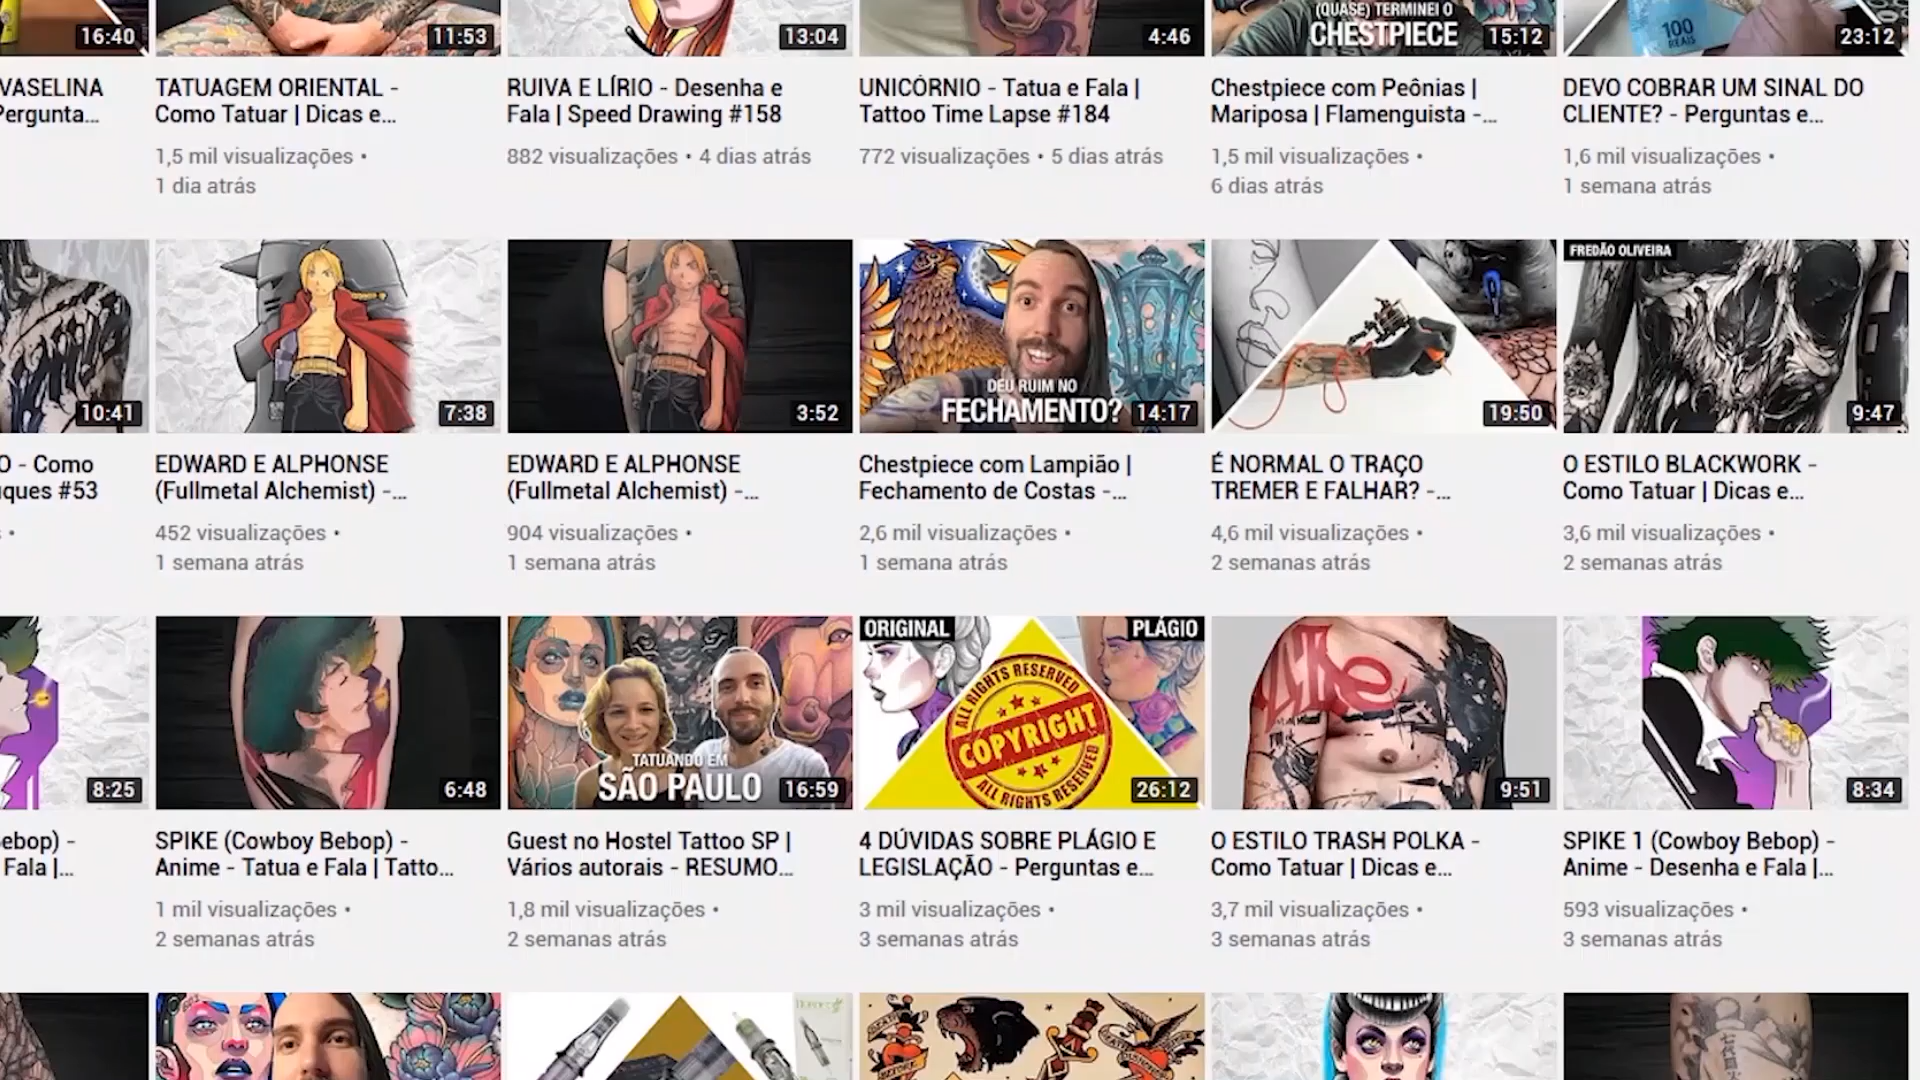 16:40
11:53
13:04
4:46
(QUASE) TERMINEI O
CHESTPIECE
15:12
100
REAIS
23:12
VASELINA
Pergunta...
TATUAGEM ORIENTAL -
Como Tatuar | Dicas e...
1,5 mil visualizações •
1 dia atrás
RUIVA E LÍRIO - Desenha e
Fala | Speed Drawing #158
882 visualizações • 4 dias atrás
UNICÓRNIO - Tatua e Fala |
Tattoo Time Lapse #184
772 visualizações • 5 dias atrás
Chestpiece com Peônias |
Mariposa | Flamenguista -...
1,5 mil visualizações •
6 dias atrás
DEVO COBRAR UM SINAL DO
CLIENTE? - Perguntas e...
1,6 mil visualizações •
1 semana atrás
10:41
7:38
3:52
DEU RUIM NO
FECHAMENTO?
14:17
19:50
FREDÃO OLIVEIRA
9:47
O - Como
ques #53
EDWARD E ALPHONSE
(Fullmetal Alchemist) -...
452 visualizações •
1 semana atrás
EDWARD E ALPHONSE
(Fullmetal Alchemist) -...
904 visualizações •
1 semana atrás
Chestpiece com Lampião |
Fechamento de Costas -...
2,6 mil visualizações •
1 semana atrás
É NORMAL O TRAÇO
TREMER E FALHAR? -...
4,6 mil visualizações •
2 semanas atrás
O ESTILO BLACKWORK -
Como Tatuar | Dicas e...
3,6 mil visualizações •
2 semanas atrás
8:25
6:48
TATUANDO EM
SÃO PAULO
16:59
ORIGINAL
PLÁGIO
ALL RIGHTS RESERVED
COPYRIGHT
ALL RIGHTS RESERVED
26:12
9:51
8:34
ebop) -
Fala |...
SPIKE (Cowboy Bebop) -
Anime - Tatua e Fala | Tatto...
1 mil visualizações •
2 semanas atrás
Guest no Hostel Tattoo SP |
Vários autorais - RESUMO...
1,8 mil visualizações •
2 semanas atrás
4 DÚVIDAS SOBRE PLÁGIO E
LEGISLAÇÃO - Perguntas e...
3 mil visualizações •
3 semanas atrás
O ESTILO TRASH POLKA -
Como Tatuar | Dicas e...
3,7 mil visualizações •
3 semanas atrás
SPIKE 1 (Cowboy Bebop) -
Anime - Desenha e Fala |...
593 visualizações •
3 semanas atrás
DEATH
BEFORE